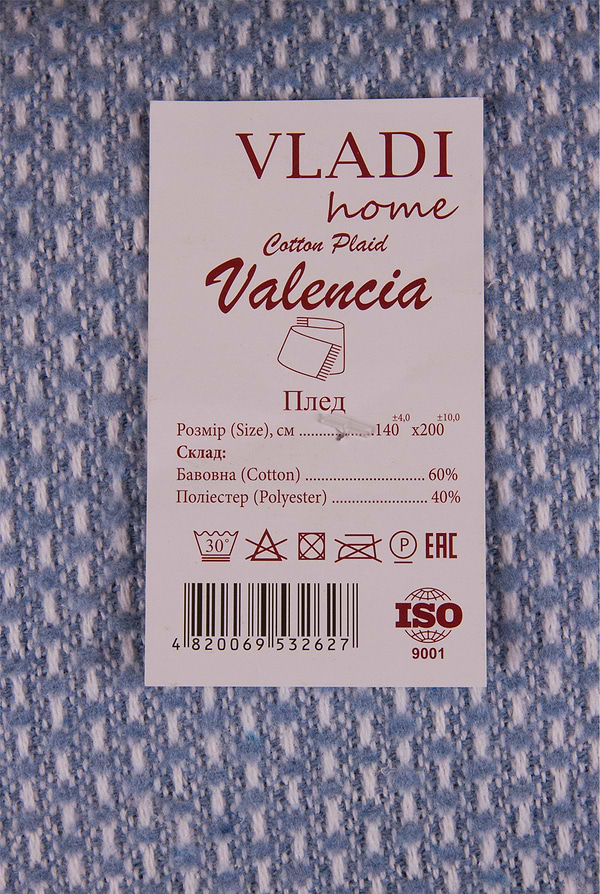 VLADI
home
Cotton Plaid
Valencia
Плед
Розмір (Size), см ..................140 ±4,0 x200 ±10,0
Склад:
Бавовна (Cotton) ............................ 60%
Поліестер (Polyester) ....................... 40%
30° P EAC
4 820069 532627
ISO
9001